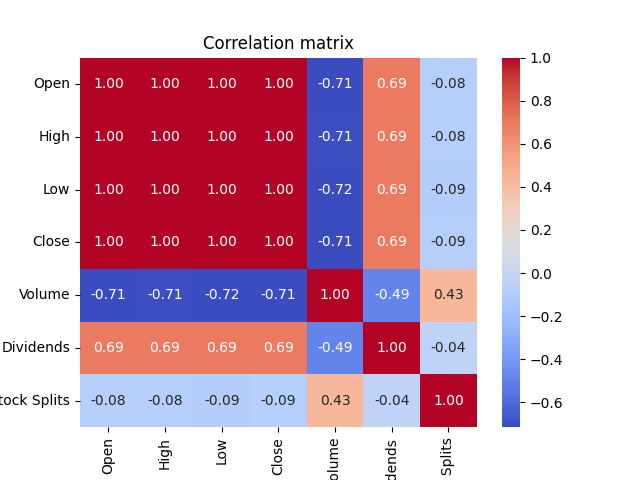 Correlation matrix
Open 1.00 1.00 1.00 1.00 -0.71 0.69 -0.08
High 1.00 1.00 1.00 1.00 -0.71 0.69 -0.08
Low 1.00 1.00 1.00 1.00 -0.72 0.69 -0.09
Close 1.00 1.00 1.00 1.00 -0.71 0.69 -0.09
Volume -0.71 -0.71 -0.72 -0.71 1.00 -0.49 0.43
Dividends 0.69 0.69 0.69 0.69 -0.49 1.00 -0.04
tock Splits -0.08 -0.08 -0.09 -0.09 0.43 -0.04 1.00
Open High Low Close olume dends Splits
1.0
0.8
0.6
0.4
0.2
0.0
−0.2
−0.4
−0.6